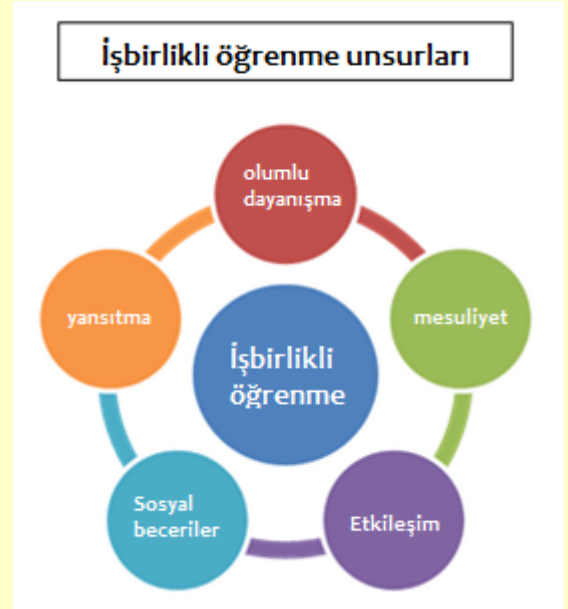 İşbirlikli öğrenme unsurları
olumlu
dayanışma
mesuliyet
Etkileşim
Sosyal
beceriler
yansıtma
İşbirlikli
öğrenme